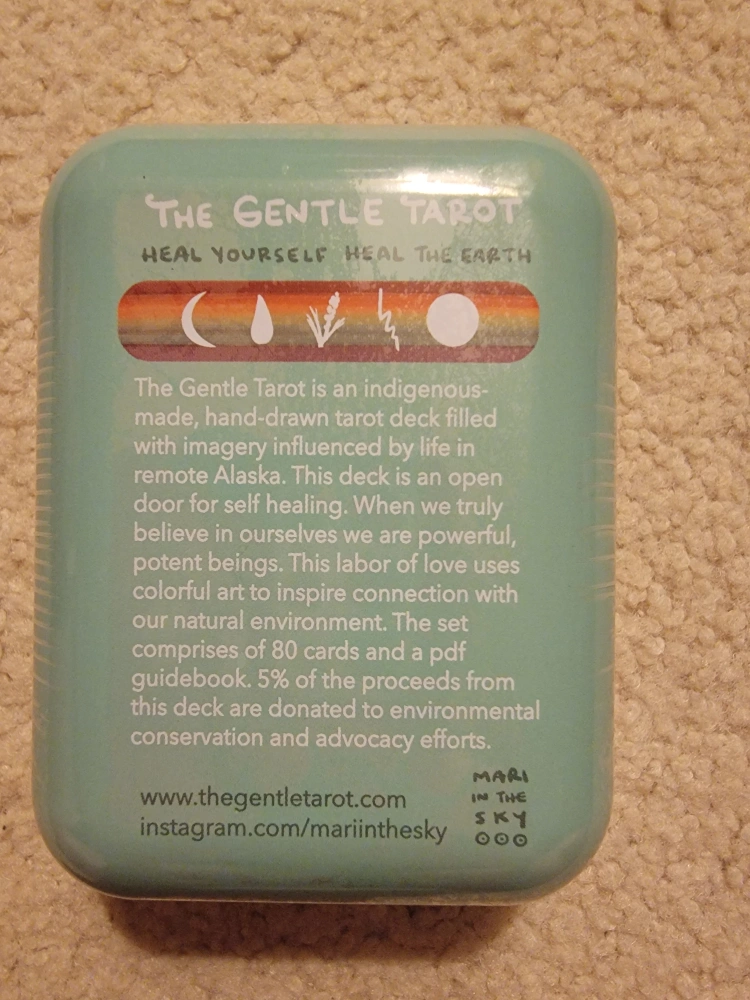 THE GENTLE TAROT
HEAL YOURSELF HEAL THE EARTH
The Gentle Tarot is an indigenous-
made, hand-drawn tarot deck filled
with imagery influenced by life in
remote Alaska. This deck is an open
door for self healing. When we truly
believe in ourselves we are powerful,
potent beings. This labor of love uses
colorful art to inspire connection with
our natural environment. The set
comprises of 80 cards and a pdf
guidebook. 5% of the proceeds from
this deck are donated to environmental
conservation and advocacy efforts.
www.thegentletarot.com
instagram.com/mariinthesky
MARI
IN THE
SKY